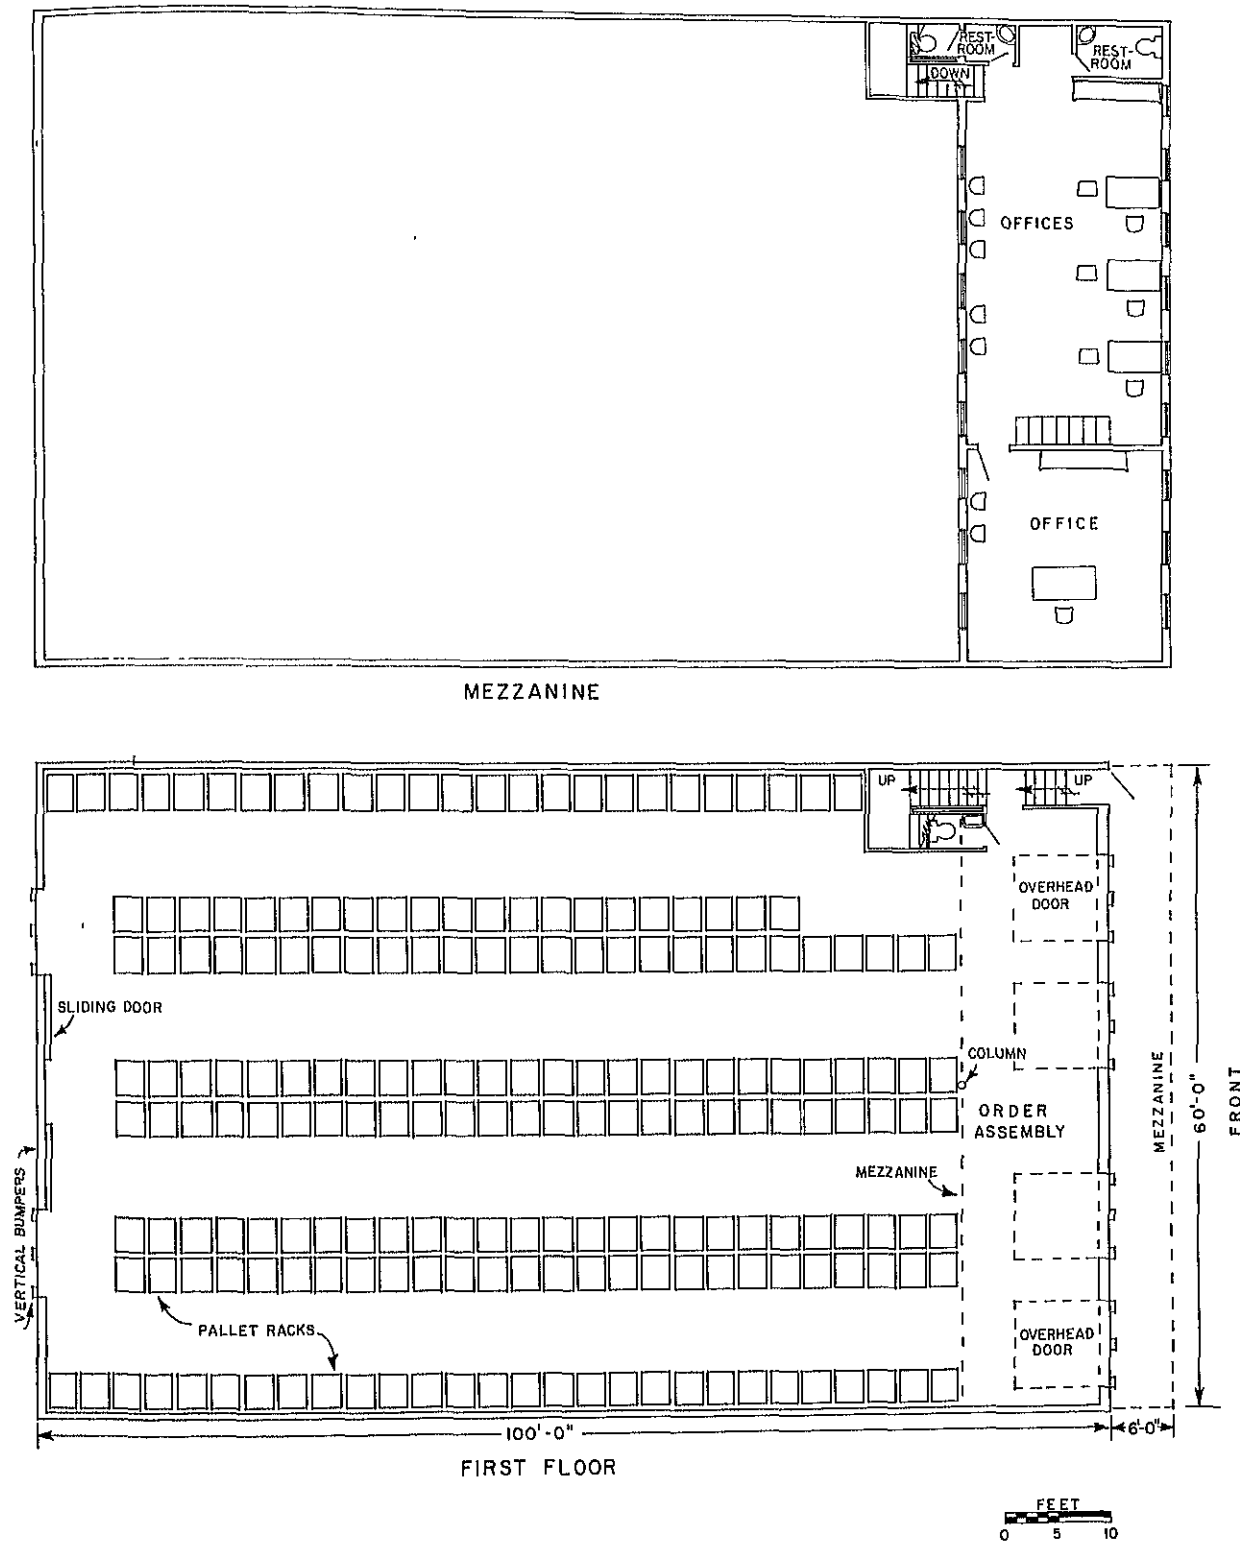 REST-
ROOM
REST-
ROOM
DOWN
OFFICES
OFFICE
MEZZANINE
UP
UP
OVERHEAD
DOOR
SLIDING DOOR
COLUMN
ORDER
ASSEMBLY
MEZZANINE
MEZZANINE
60'-0"
FRONT
VERTICAL BUMPERS
PALLET RACKS
OVERHEAD
DOOR
100'-0"
6'-0"
FIRST FLOOR
FEET
0 5 10